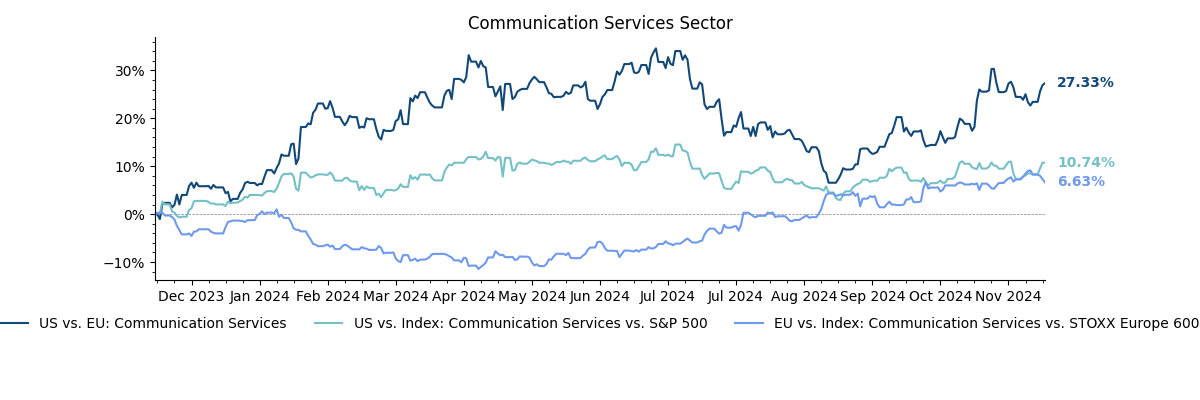 Communication Services Sector
30%
20%
10%
0%
−10%
27.33%
10.74%
6.63%
Dec 2023 Jan 2024 Feb 2024 Mar 2024 Apr 2024 May 2024 Jun 2024 Jul 2024 Jul 2024 Aug 2024 Sep 2024 Oct 2024 Nov 2024
US vs. EU: Communication Services US vs. Index: Communication Services vs. S&P 500 EU vs. Index: Communication Services vs. STOXX Europe 600